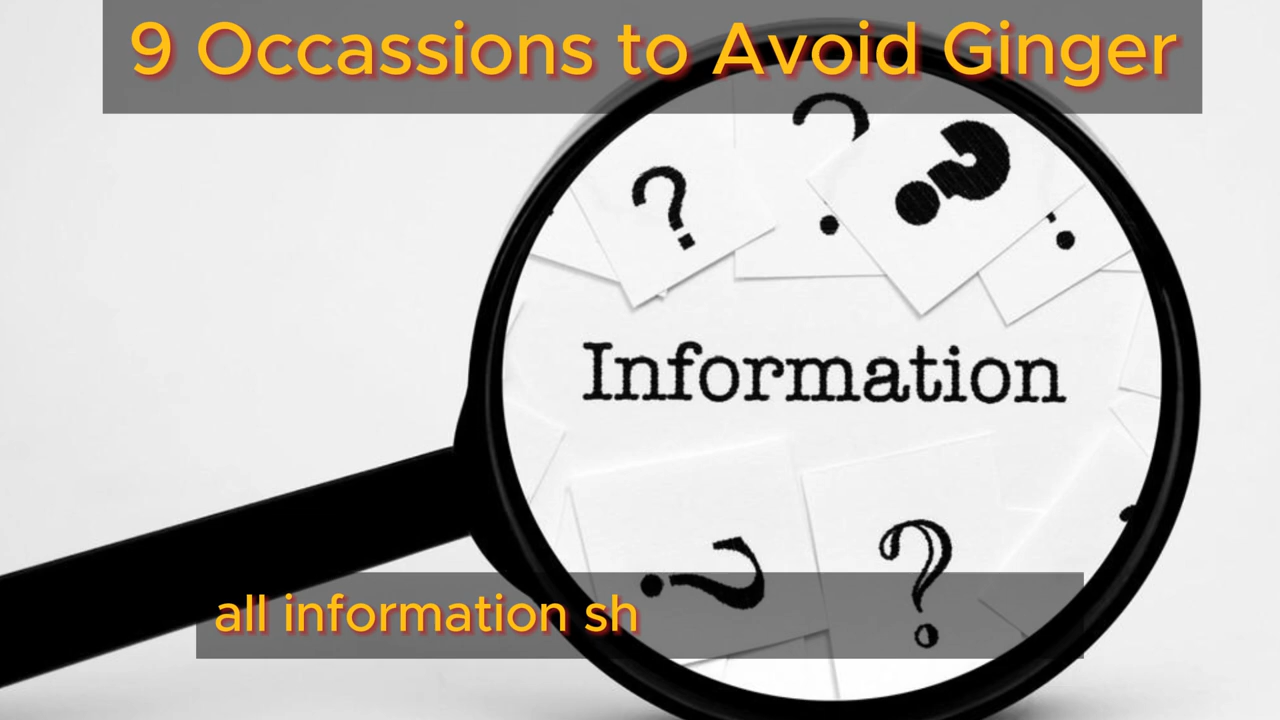 9 Occassions to Avoid Ginger
? ? ? ?
Information
? ?
all information sh